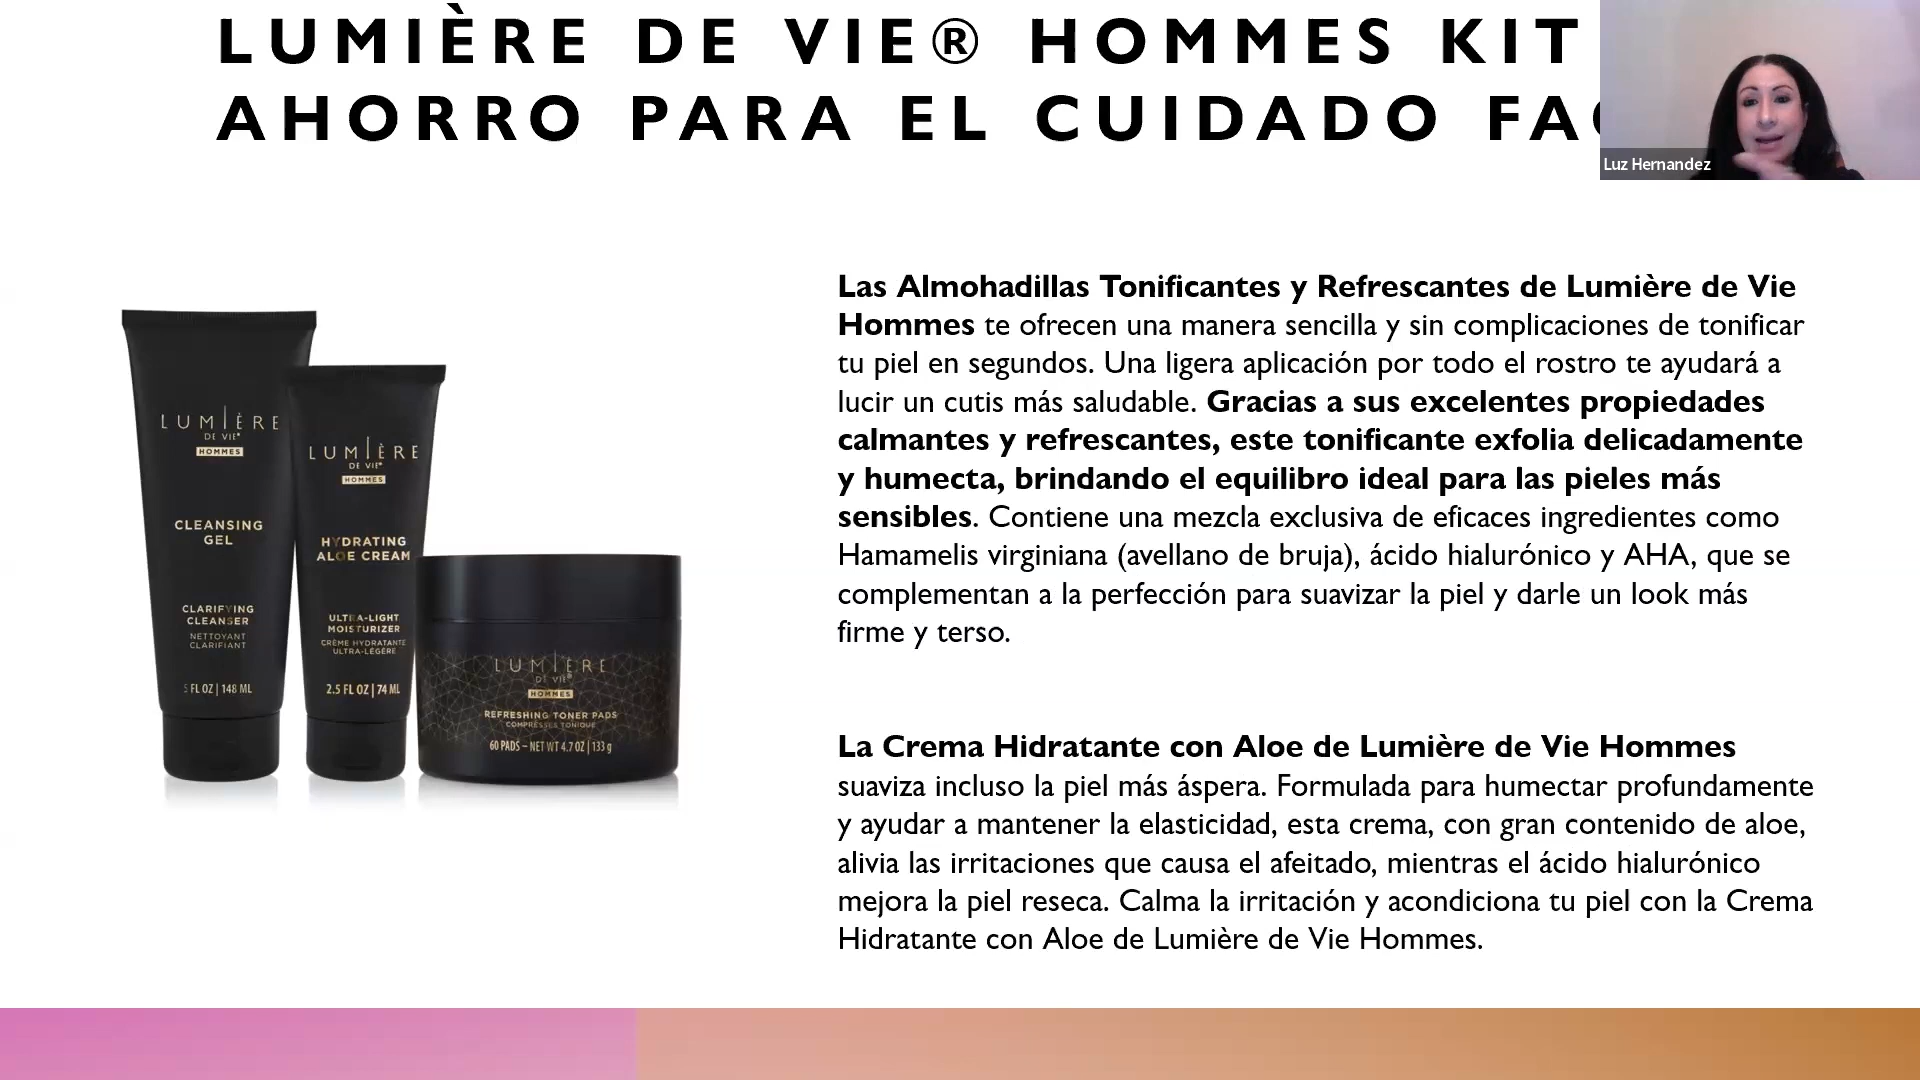 LUMIÈRE DE VIE® HOMMES KIT
AHORRO PARA EL CUIDADO
Luz Hernandez
Las Almohadillas Tonificantes y Refrescantes de Lumière de Vie
Hommes te ofrecen una manera sencilla y sin complicaciones de tonificar
tu piel en segundos. Una ligera aplicación por todo el rostro te ayudará a
lucir un cutis más saludable. Gracias a sus excelentes propiedades
calmantes y refrescantes, este tonificante exfolia delicadamente
y humecta, brindando el equilibro ideal para las pieles más
sensibles. Contiene una mezcla exclusiva de eficaces ingredientes como
Hamamelis virginiana (avellano de bruja), ácido hialurónico y AHA, que se
complementan a la perfección para suavizar la piel y darle un look más
firme y terso.
La Crema Hidratante con Aloe de Lumière de Vie Hommes
suaviza incluso la piel más áspera. Formulada para humectar profundamente
y ayudar a mantener la elasticidad, esta crema, con gran contenido de aloe,
alivia las irritaciones que causa el afeitado, mientras el ácido hialurónico
mejora la piel reseca. Calma la irritación y acondiciona tu piel con la Crema
Hidratante con Aloe de Lumière de Vie Hommes.
LUMIÈRE
DE VIE®
HOMMES
CLEANSING
GEL
CLARIFYING
CLEANSER
NETTOYANT
CLARIFIANT
5 FL OZ | 148 ML
LUMIÈRE
DE VIE®
HOMMES
HYDRATING
ALOE CREAM
ULTRA-LIGHT
MOISTURIZER
CRÈME HYDRATANTE
ULTRA-LÉGÈRE
2.5 FL OZ | 74 ML
LUMIÈRE
DE VIE®
HOMMES
REFRESHING TONER PADS
COMPRESSES TONIQUE
60 PADS – NET WT 4.7 OZ | 133 g